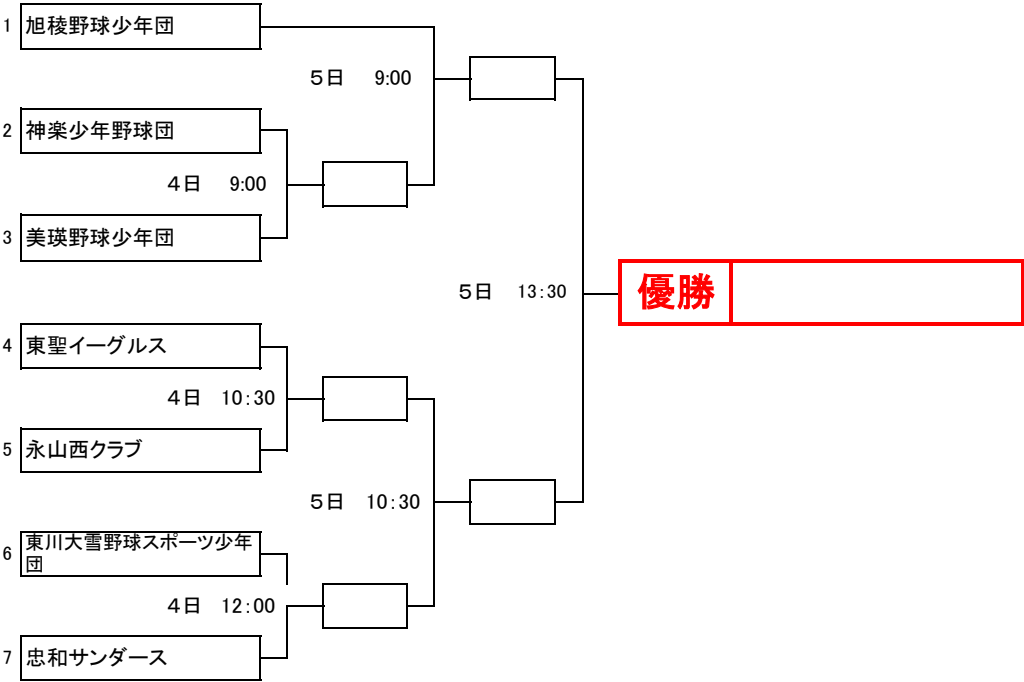 1 旭稜野球少年団
５日 9:00
2 神楽少年野球団
４日 9:00
3 美瑛野球少年団
５日 13：30
優勝
4 東聖イーグルス
４日 10：30
5 永山西クラブ
５日 10：30
6 東川大雪野球スポーツ少年
団
４日 12：00
7 忠和サンダース